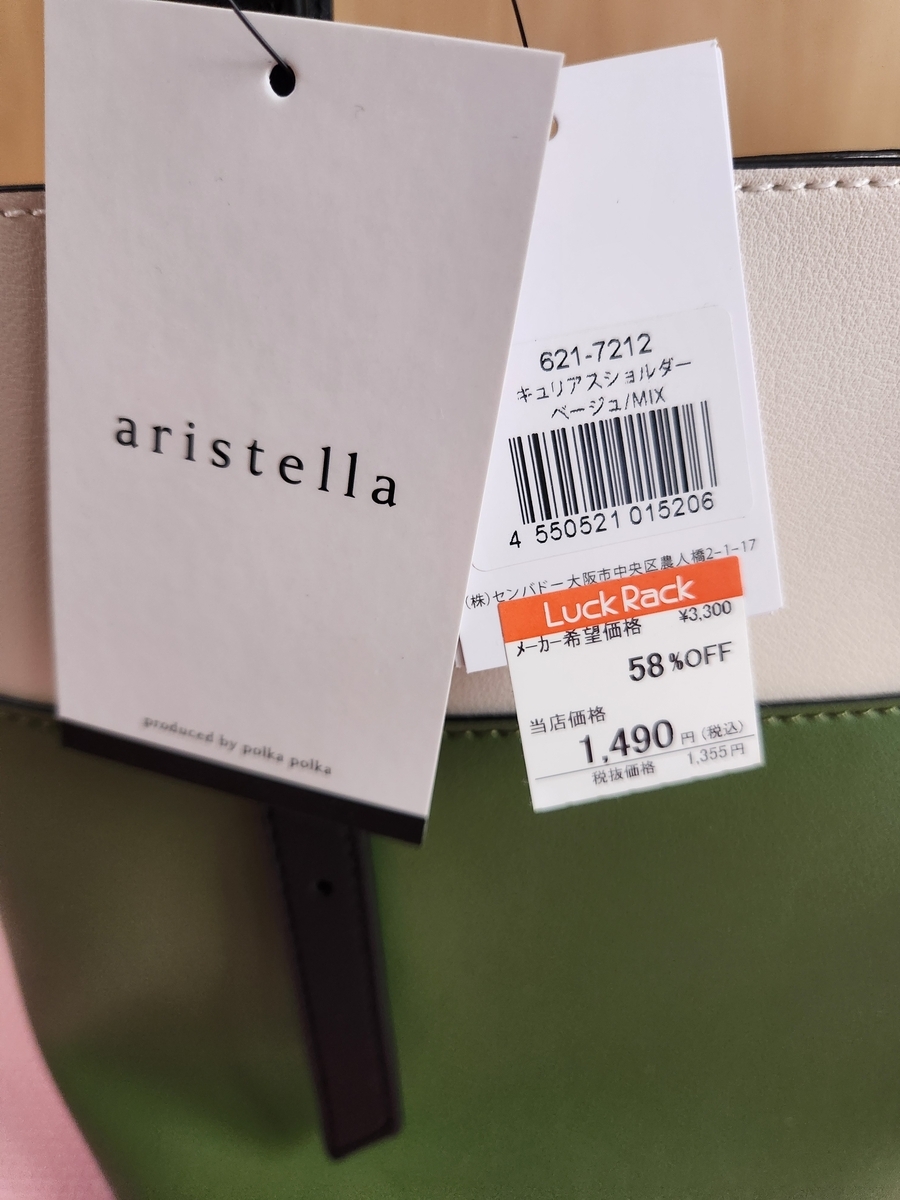 aristella
produced by polka polka
621-7212
キュリアスショルダー
ベージュ/MIX
4 550521 015206
(株)センバドー 大阪市中央区農人橋2-1-17
Luck Rack
メーカー希望価格 ¥3,300
58%OFF
当店価格
1,490円(税込)
税抜価格 1,355円